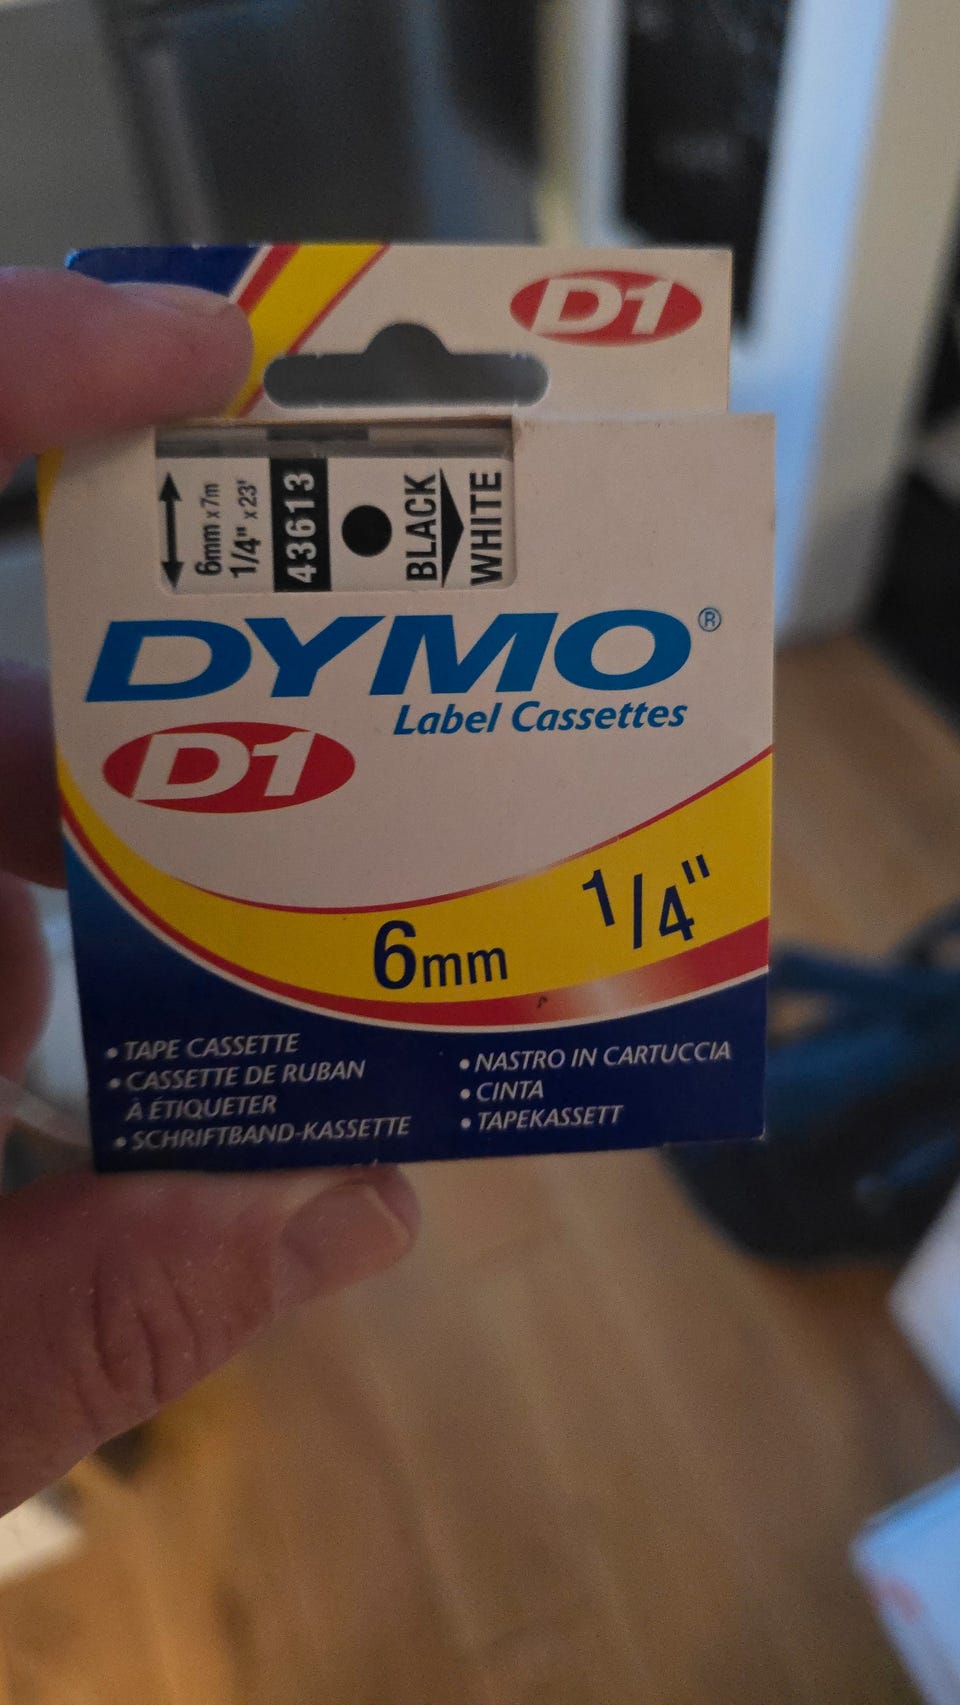 D1
6mm x 7m
1/4" x 23'
43613
BLACK
WHITE
DYMO®
Label Cassettes
D1
6mm 1/4"
• TAPE CASSETTE
• CASSETTE DE RUBAN
À ÉTIQUETER
• SCHRIFTBAND-KASSETTE
• NASTRO IN CARTUCCIA
• CINTA
• TAPEKASSETT